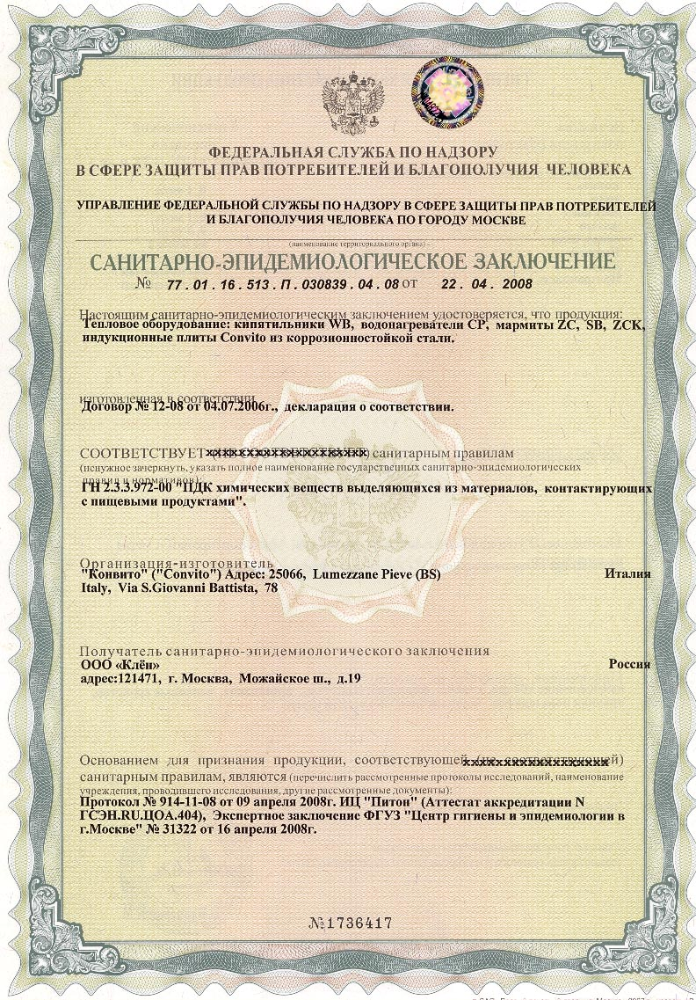 ФЕДЕРАЛЬНАЯ СЛУЖБА ПО НАДЗОРУ
В СФЕРЕ ЗАЩИТЫ ПРАВ ПОТРЕБИТЕЛЕЙ И БЛАГОПОЛУЧИЯ ЧЕЛОВЕКА
УПРАВЛЕНИЕ ФЕДЕРАЛЬНОЙ СЛУЖБЫ ПО НАДЗОРУ В СФЕРЕ ЗАЩИТЫ ПРАВ ПОТРЕБИТЕЛЕЙ
И БЛАГОПОЛУЧИЯ ЧЕЛОВЕКА ПО ГОРОДУ МОСКВЕ
(наименование территориального органа)
САНИТАРНО-ЭПИДЕМИОЛОГИЧЕСКОЕ ЗАКЛЮЧЕНИЕ
№ 77.01.16.513.П.030839.04.08 от 22.04.2008
Настоящим санитарно-эпидемиологическим заключением удостоверяется, что продукция:
Тепловое оборудование: кипятильники WB, водонагреватели CP, мармиты ZC, SB, ZCK,
индукционные плиты Convito из коррозионностойкой стали.
изготовленная в соответствии
Договор № 12-08 от 04.07.2006г., декларация о соответствии.
СООТВЕТСТВУЕТ санитарным правилам
(ненужное зачеркнуть, указать полное наименование государственных санитарно-эпидемиологических
ГН 2.3.3.972-00 "ПДК химических веществ выделяющихся из материалов, контактирующих
с пищевыми продуктами".
Организация-изготовитель
"Конвито" ("Convito") Адрес: 25066, Lumezzane Pieve (BS) Италия
Italy, Via S.Giovanni Battista, 78
Получатель санитарно-эпидемиологического заключения
ООО «Клён» Россия
адрес:121471, г. Москва, Можайское ш., д.19
Основанием для признания продукции, соответствующей (не соответствующей)
санитарным правилам, являются (перечислить рассмотренные протоколы исследований, наименование
учреждения, проводившего исследования, другие рассмотренные документы):
Протокол № 914-11-08 от 09 апреля 2008г. ИЦ "Питон" (Аттестат аккредитации N
ГСЭН.RU.ЦОА.404), Экспертное заключение ФГУЗ "Центр гигиены и эпидемиологии в
г.Москве" № 31322 от 16 апреля 2008г.
№1736417